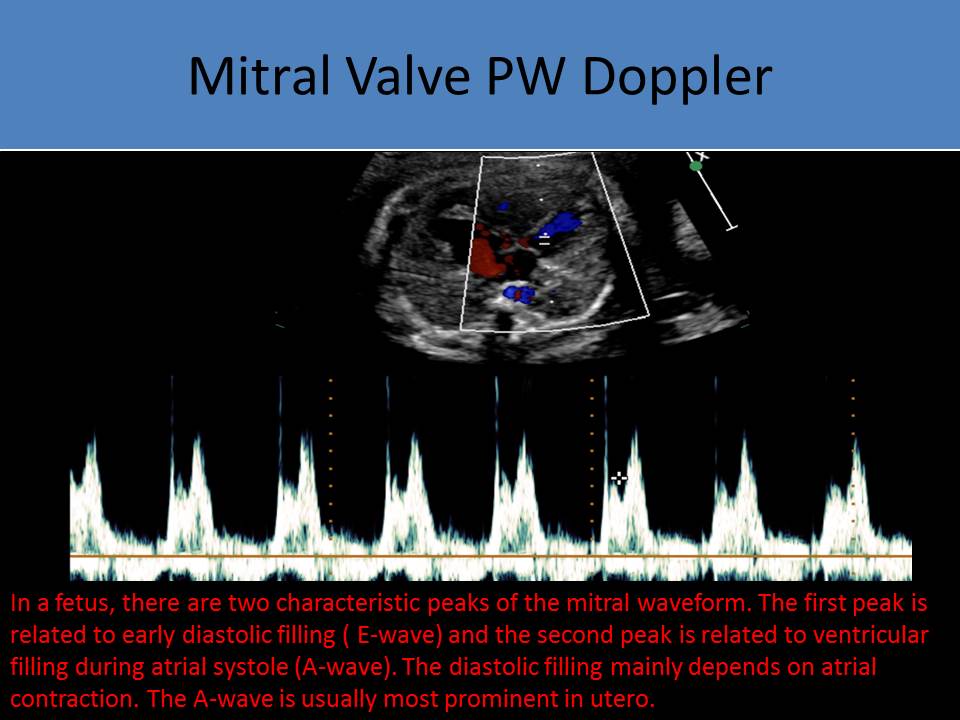 Mitral Valve PW Doppler
In a fetus, there are two characteristic peaks of the mitral waveform. The first peak is
related to early diastolic filling ( E-wave) and the second peak is related to ventricular
filling during atrial systole (A-wave). The diastolic filling mainly depends on atrial
contraction. The A-wave is usually most prominent in utero.